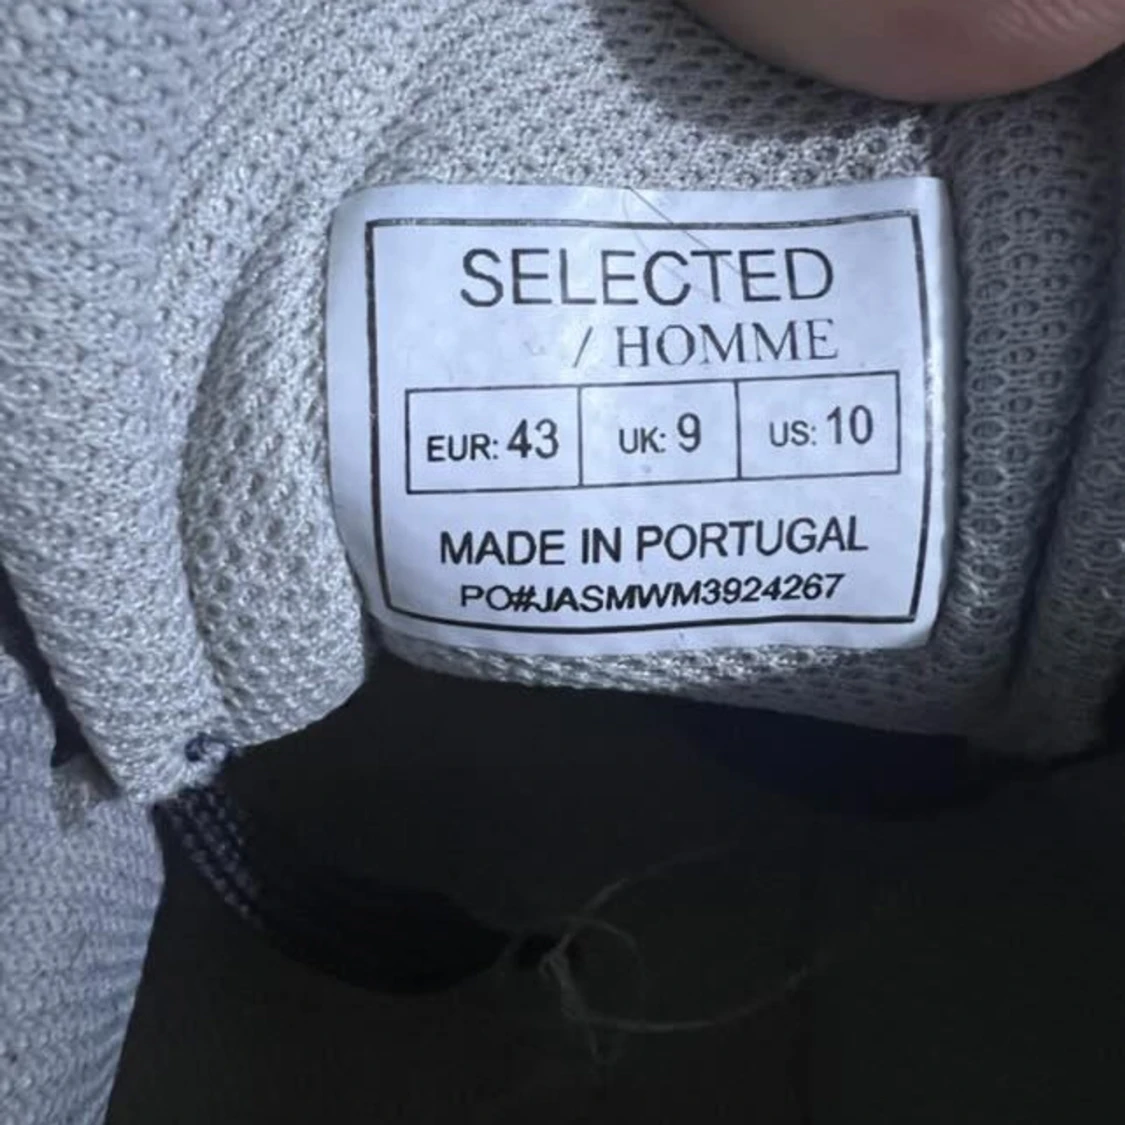 SELECTED
/ HOMME
EUR: 43 UK: 9 US: 10
MADE IN PORTUGAL
PO#JASMWM3924267